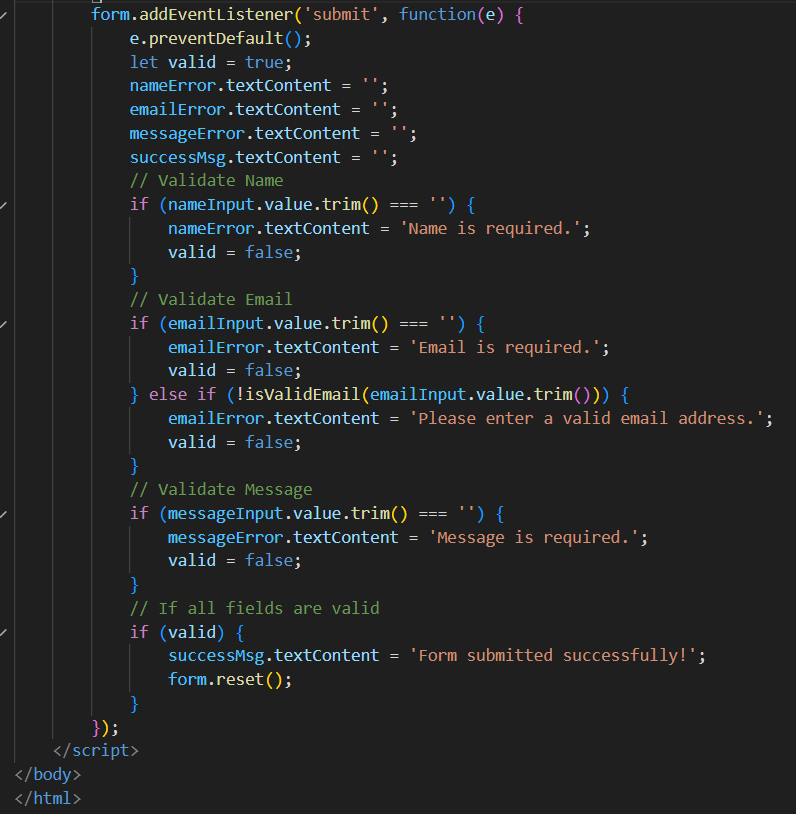 form.addEventListener('submit', function(e) {
e.preventDefault();
let valid = true;
nameError.textContent = '';
emailError.textContent = '';
messageError.textContent = '';
successMsg.textContent = '';
// Validate Name
if (nameInput.value.trim() === '') {
nameError.textContent = 'Name is required.';
valid = false;
}
// Validate Email
if (emailInput.value.trim() === '') {
emailError.textContent = 'Email is required.';
valid = false;
} else if (!isValidEmail(emailInput.value.trim())) {
emailError.textContent = 'Please enter a valid email address.';
valid = false;
}
// Validate Message
if (messageInput.value.trim() === '') {
messageError.textContent = 'Message is required.';
valid = false;
}
// If all fields are valid
if (valid) {
successMsg.textContent = 'Form submitted successfully!';
form.reset();
}
});
</script>
</body>
</html>